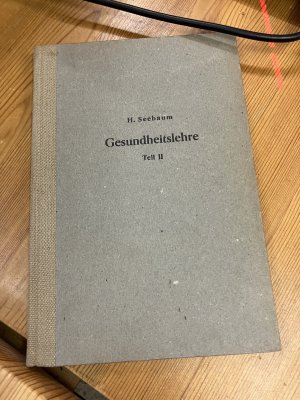 H. Seebaum
Gesundheitslehre
Teil II